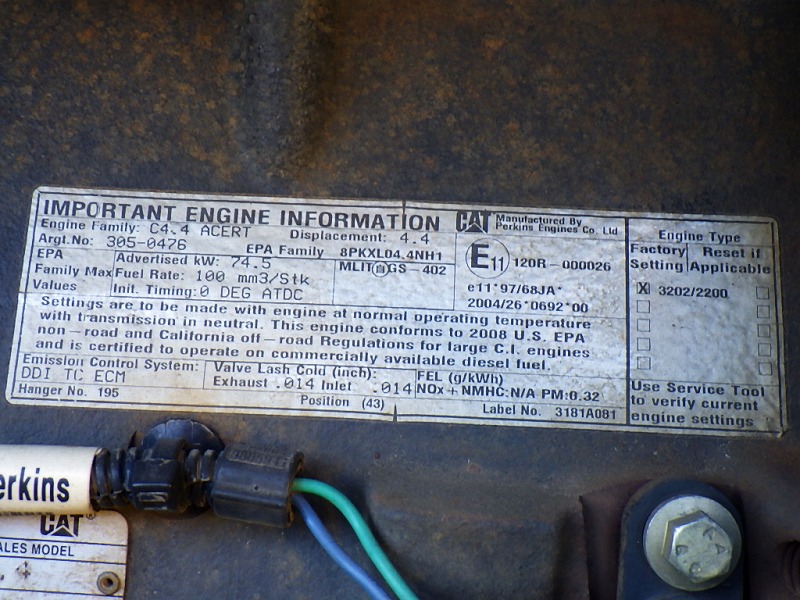 IMPORTANT ENGINE INFORMATION CAT Manufactured By
Perkins Engines Co Ltd
Engine Family: C4.4 ACERT Displacement: 4.4
Argt.No: 305-0476 EPA Family 8PKXL04.4NH1
EPA
Family Max
Values
Advertised kW: 74.5
Fuel Rate: 100 mm3/Stk
Init. Timing:0 DEG ATDC
MLIT GS-402
E11 120R-000026
e11*97/68JA*
2004/26*0692*00
Settings are to be made with engine at normal operating temperature
with transmission in neutral. This engine conforms to 2008 U.S. EPA
non-road and California off-road Regulations for large C.I. engines
and is certified to operate on commercially available diesel fuel.
Emission Control System:
DDI TC ECM
Valve Lash Cold (inch):
Exhaust .014 Inlet .014
FEL (g/kWh)
NOx+NMHC:N/A PM:0.32
Hanger No. 195 Position (43) Label No. 3181A081
Engine Type
Factory Reset if
Setting Applicable
X 3202/2200
Use Service Tool
to verify current
engine settings
erkins
CAT®
ALES MODEL